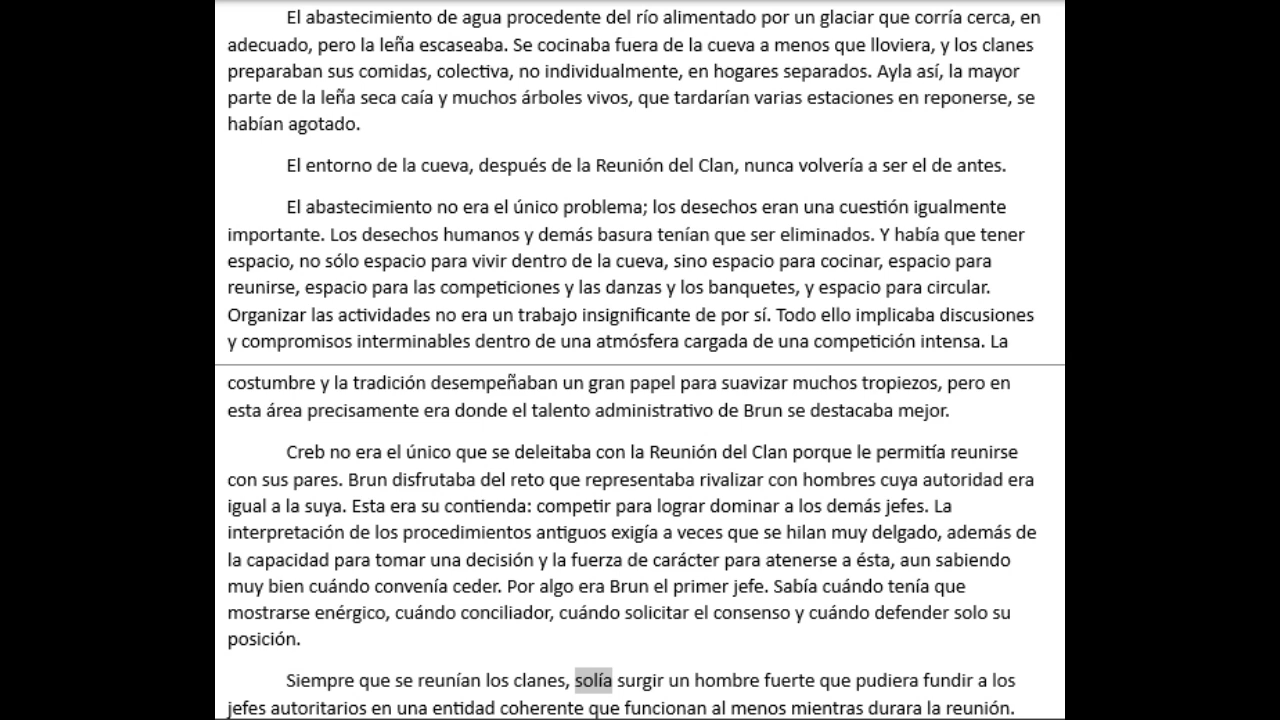 El abastecimiento de agua procedente del río alimentado por un glaciar que corría cerca, en
adecuado, pero la leña escaseaba. Se cocinaba fuera de la cueva a menos que lloviera, y los clanes
preparaban sus comidas, colectiva, no individualmente, en hogares separados. Ayla así, la mayor
parte de la leña seca caía y muchos árboles vivos, que tardarían varias estaciones en reponerse, se
habían agotado.
El entorno de la cueva, después de la Reunión del Clan, nunca volvería a ser el de antes.
El abastecimiento no era el único problema; los desechos eran una cuestión igualmente
importante. Los desechos humanos y demás basura tenían que ser eliminados. Y había que tener
espacio, no sólo espacio para vivir dentro de la cueva, sino espacio para cocinar, espacio para
reunirse, espacio para las competiciones y las danzas y los banquetes, y espacio para circular.
Organizar las actividades no era un trabajo insignificante de por sí. Todo ello implicaba discusiones
y compromisos interminables dentro de una atmósfera cargada de una competición intensa. La
costumbre y la tradición desempeñaban un gran papel para suavizar muchos tropiezos, pero en
esta área precisamente era donde el talento administrativo de Brun se destacaba mejor.
Creb no era el único que se deleitaba con la Reunión del Clan porque le permitía reunirse
con sus pares. Brun disfrutaba del reto que representaba rivalizar con hombres cuya autoridad era
igual a la suya. Esta era su contienda: competir para lograr dominar a los demás jefes. La
interpretación de los procedimientos antiguos exigía a veces que se hilan muy delgado, además de
la capacidad para tomar una decisión y la fuerza de carácter para atenerse a ésta, aun sabiendo
muy bien cuándo convenía ceder. Por algo era Brun el primer jefe. Sabía cuándo tenía que
mostrarse enérgico, cuándo conciliador, cuándo solicitar el consenso y cuándo defender solo su
posición.
Siempre que se reunían los clanes, solía surgir un hombre fuerte que pudiera fundir a los
jefes autoritarios en una entidad coherente que funcionan al menos mientras durara la reunión.